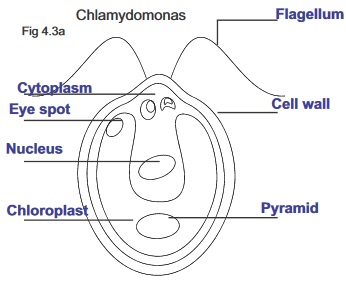 Chlamydomonas
Flagellum
Fig 4.3a
Cytoplasm
Eye spot
Cell wall
Nucleus
Chloroplast
Pyramid